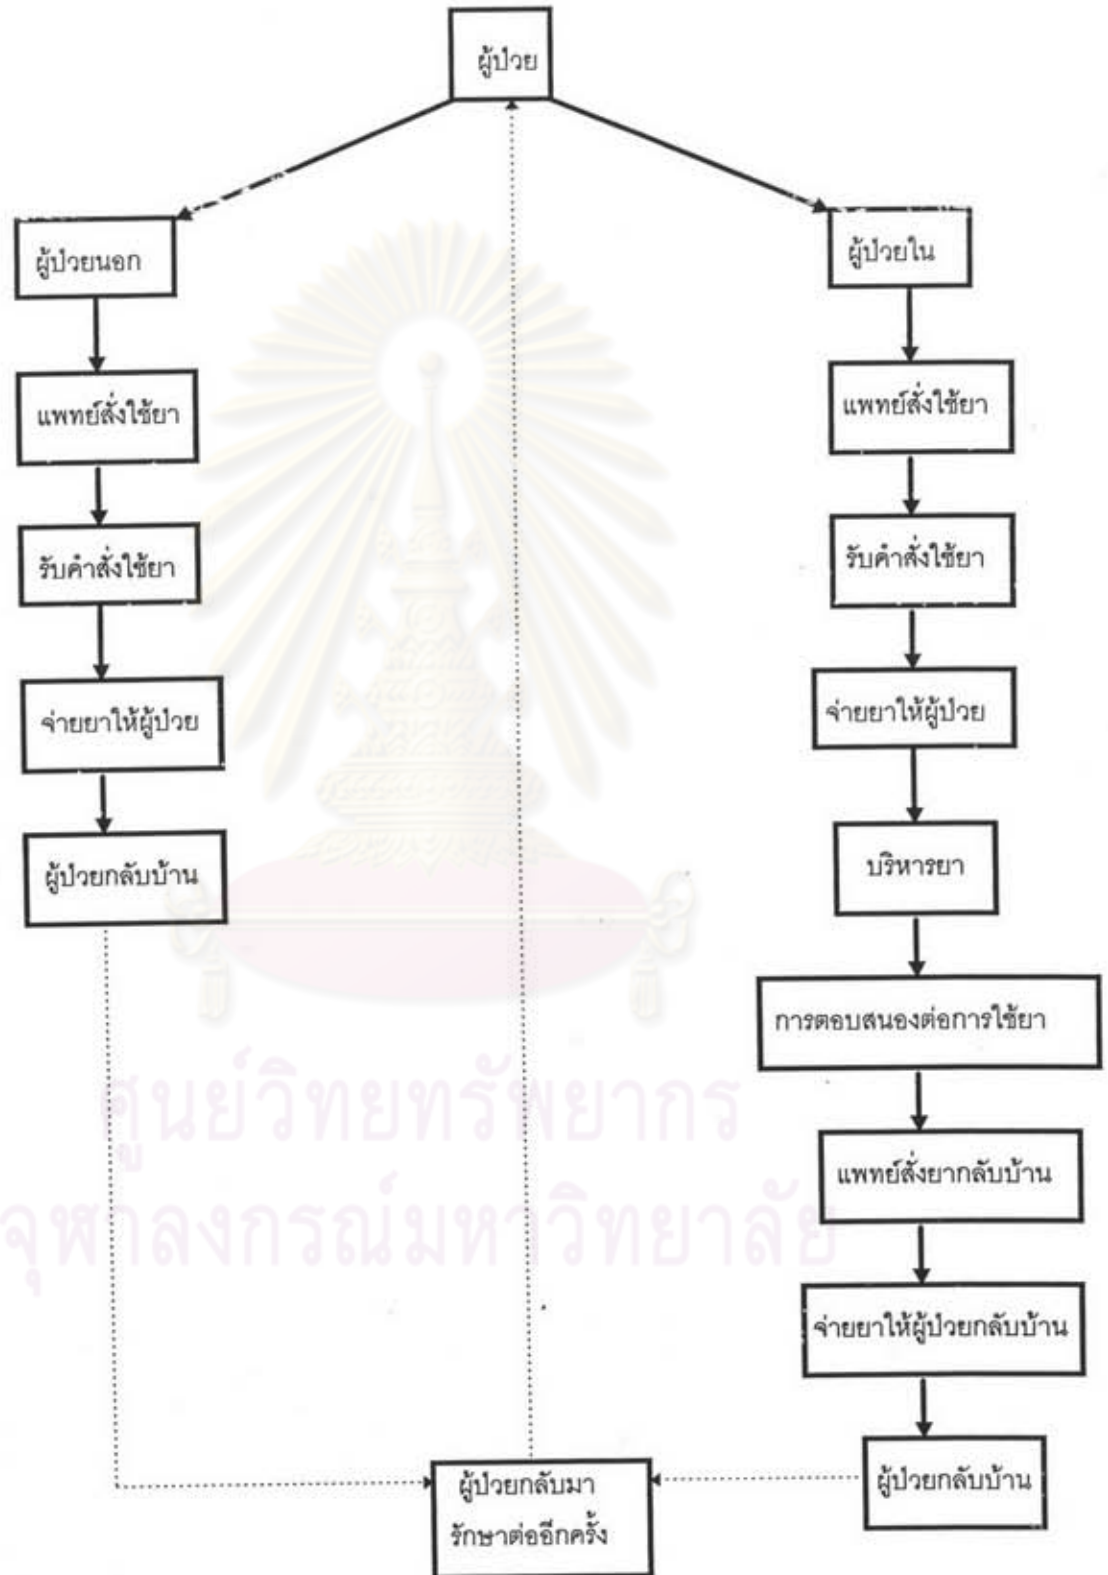 ผู้ป่วย
ผู้ป่วยนอก
แพทย์สั่งใช้ยา
รับคำสั่งใช้ยา
จ่ายยาให้ผู้ป่วย
ผู้ป่วยกลับบ้าน
ผู้ป่วยใน
แพทย์สั่งใช้ยา
รับคำสั่งใช้ยา
จ่ายยาให้ผู้ป่วย
บริหารยา
การตอบสนองต่อการใช้ยา
แพทย์สั่งยากลับบ้าน
จ่ายยาให้ผู้ป่วยกลับบ้าน
ผู้ป่วยกลับบ้าน
ผู้ป่วยกลับมา
รักษาต่ออีกครั้ง
ศูนย์วิทยทรัพยากร
จุฬาลงกรณ์มหาวิทยาลัย